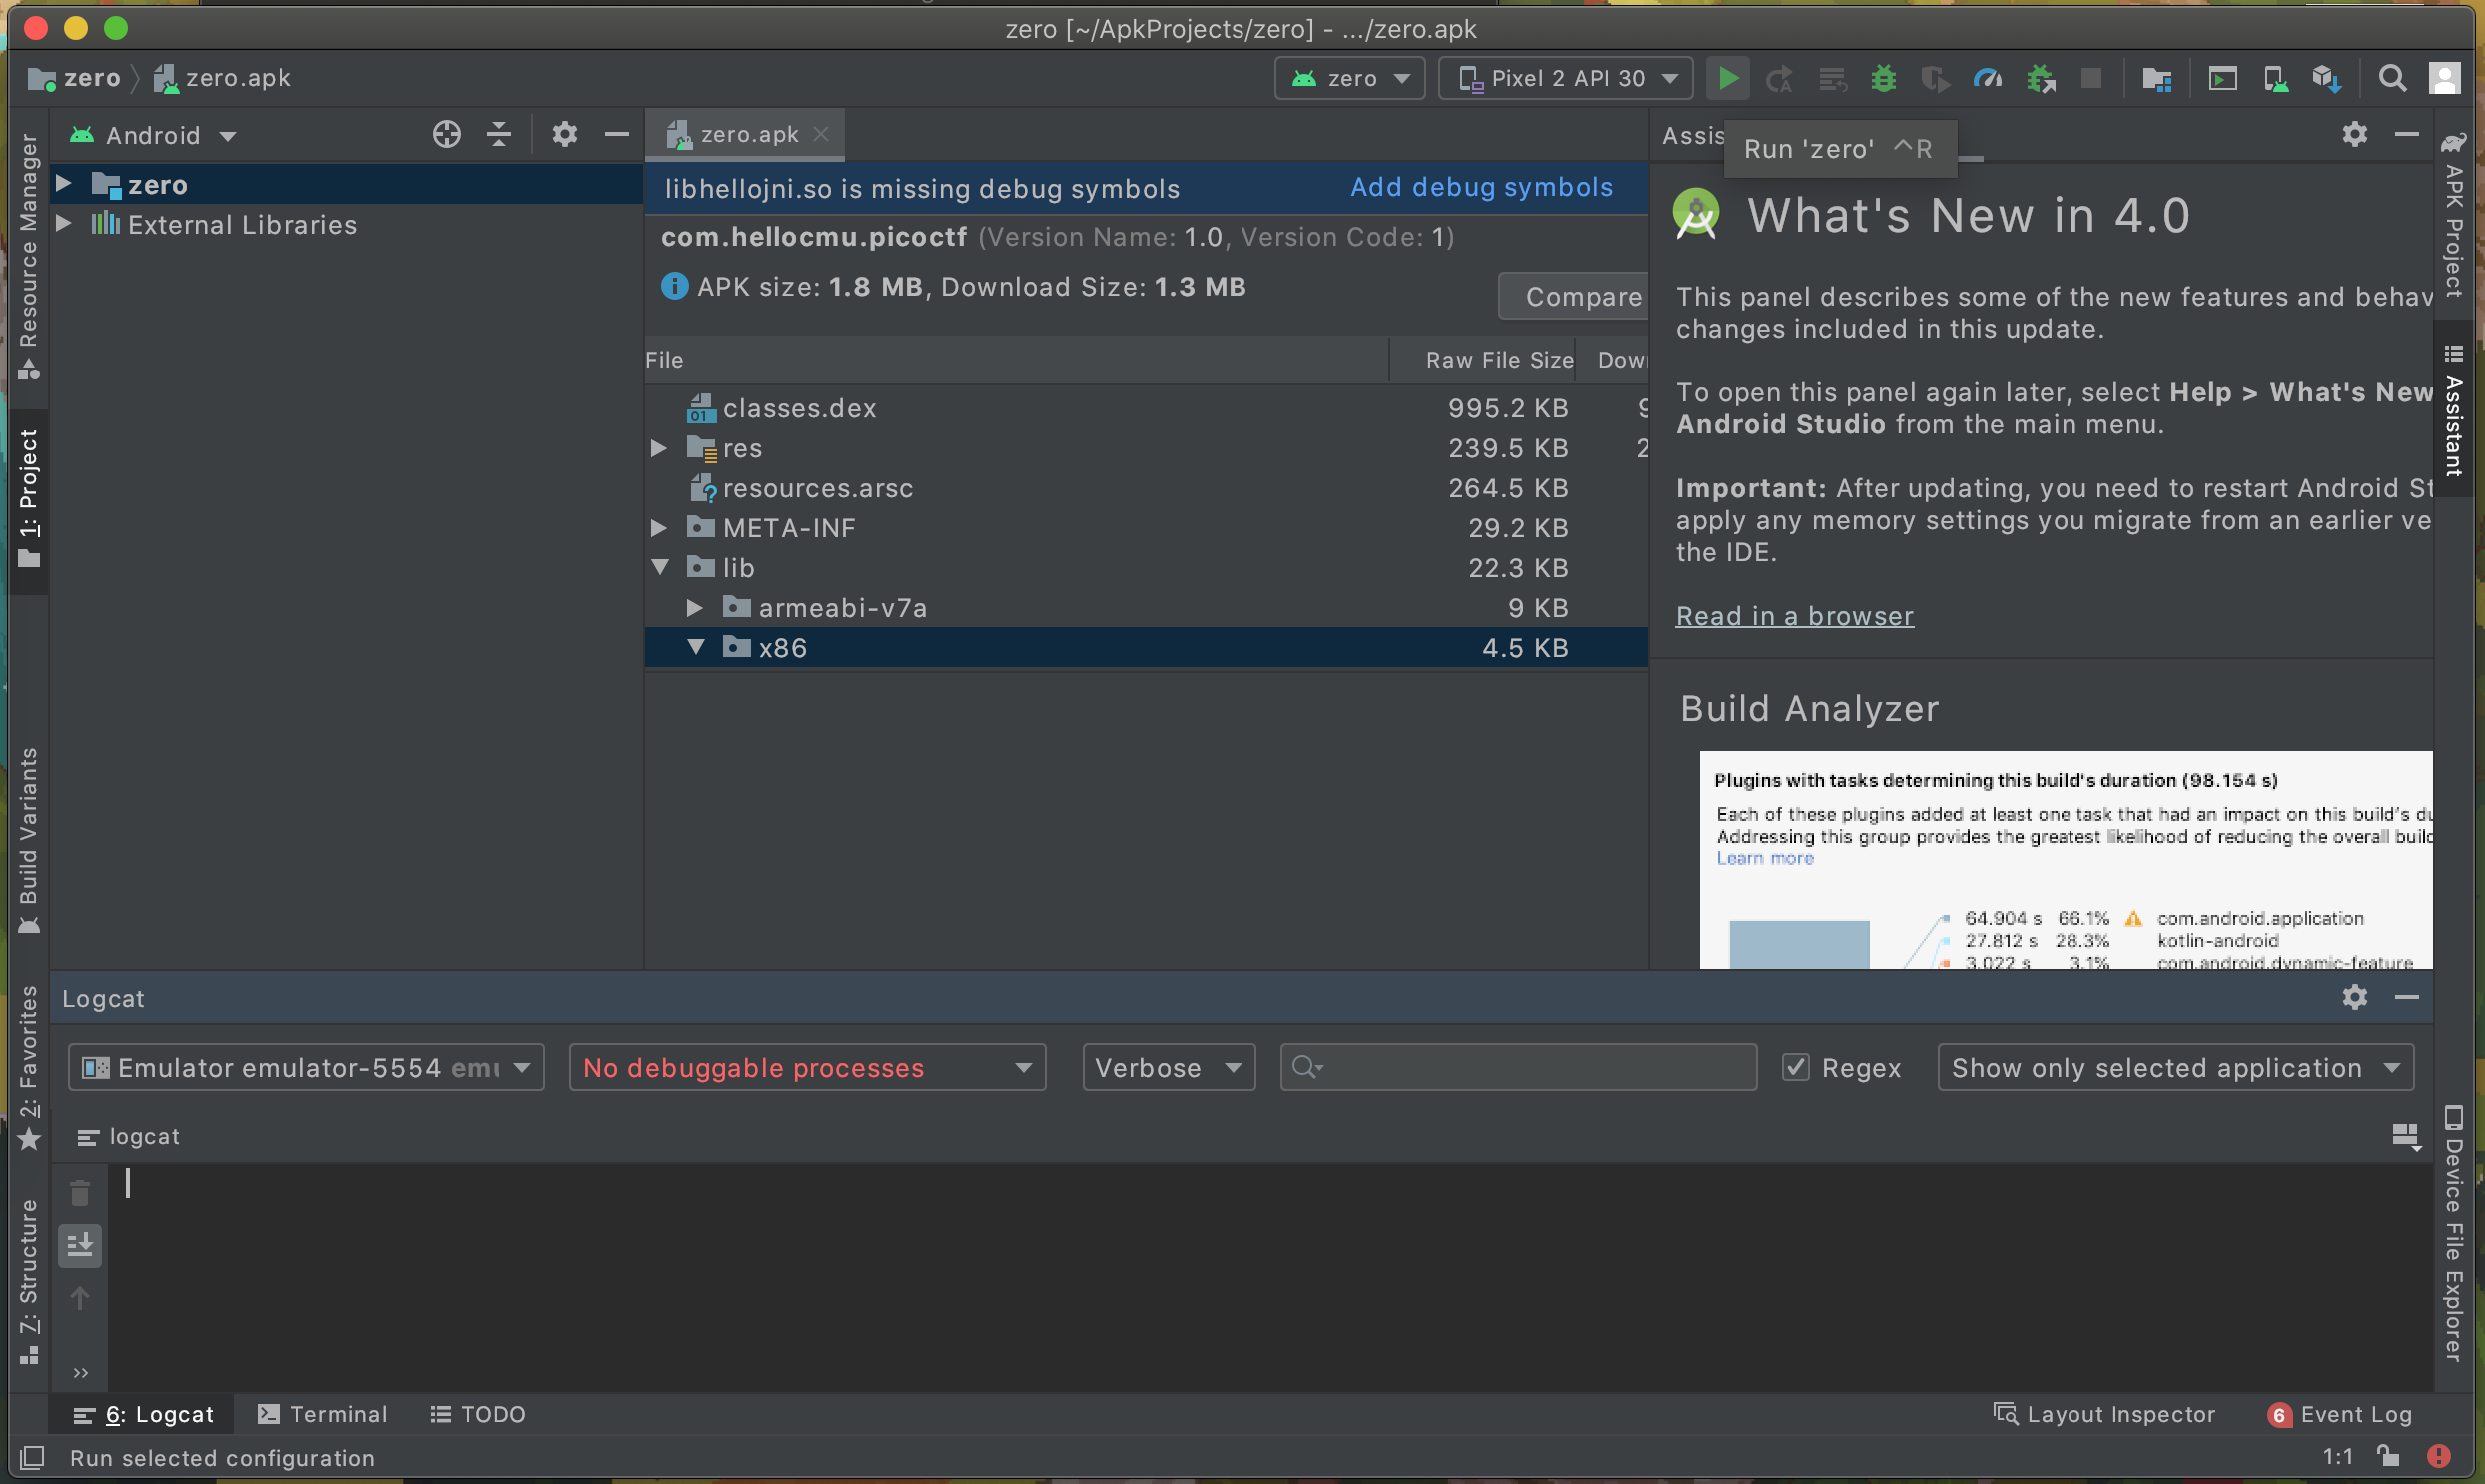 zero [~/ApkProjects/zero] - .../zero.apk
zero
zero.apk
zero
Pixel 2 API 30
Android
zero.apk
Assis
Run 'zero' ^R
zero
External Libraries
libhellojni.so is missing debug symbols
Add debug symbols
com.hellocmu.picoctf (Version Name: 1.0, Version Code: 1)
APK size: 1.8 MB, Download Size: 1.3 MB
Compare
File
Raw File Size
Dow
01
classes.dex
995.2 KB
9
res
239.5 KB
2
resources.arsc
264.5 KB
META-INF
29.2 KB
lib
22.3 KB
armeabi-v7a
9 KB
x86
4.5 KB
What's New in 4.0
This panel describes some of the new features and behav
changes included in this update.
To open this panel again later, select Help > What's New
Android Studio from the main menu.
Important: After updating, you need to restart Android St
apply any memory settings you migrate from an earlier ve
the IDE.
Read in a browser
Build Analyzer
Plugins with tasks determining this build's duration (98.154 s)
Each of these plugins added at least one task that had an impact on this build's du
Addressing this group provides the greatest likelihood of reducing the overall build
Learn more
64.904 s 66.1% com.android.application
27.812 s 28.3% kotlin-android
3.022 s 3.1% com.android.dynamic-feature
Resource Manager
1: Project
Build Variants
2: Favorites
Z: Structure
APK Project
Assistant
Device File Explorer
Logcat
Emulator emulator-5554 emu
No debuggable processes
Verbose
Regex
Show only selected application
logcat
6: Logcat
Terminal
TODO
Layout Inspector
6
Event Log
Run selected configuration
1:1